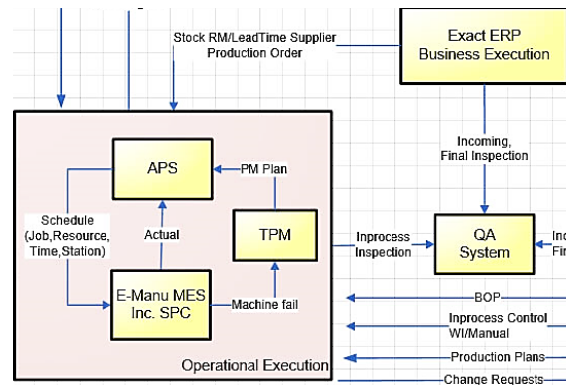 Stock RM/LeadTime Supplier
Production Order
Exact ERP
Business Execution
Incoming,
Final Inspection
APS
PM Plan
Schedule
(Job,Resource,
Time,Station)
Actual
TPM
Inprocess
Inspection
QA
System
E-Manu MES
Inc. SPC
Machine fail
BOP
Inprocess Control
WI/Manual
Operational Execution
Production Plans
Change Requests